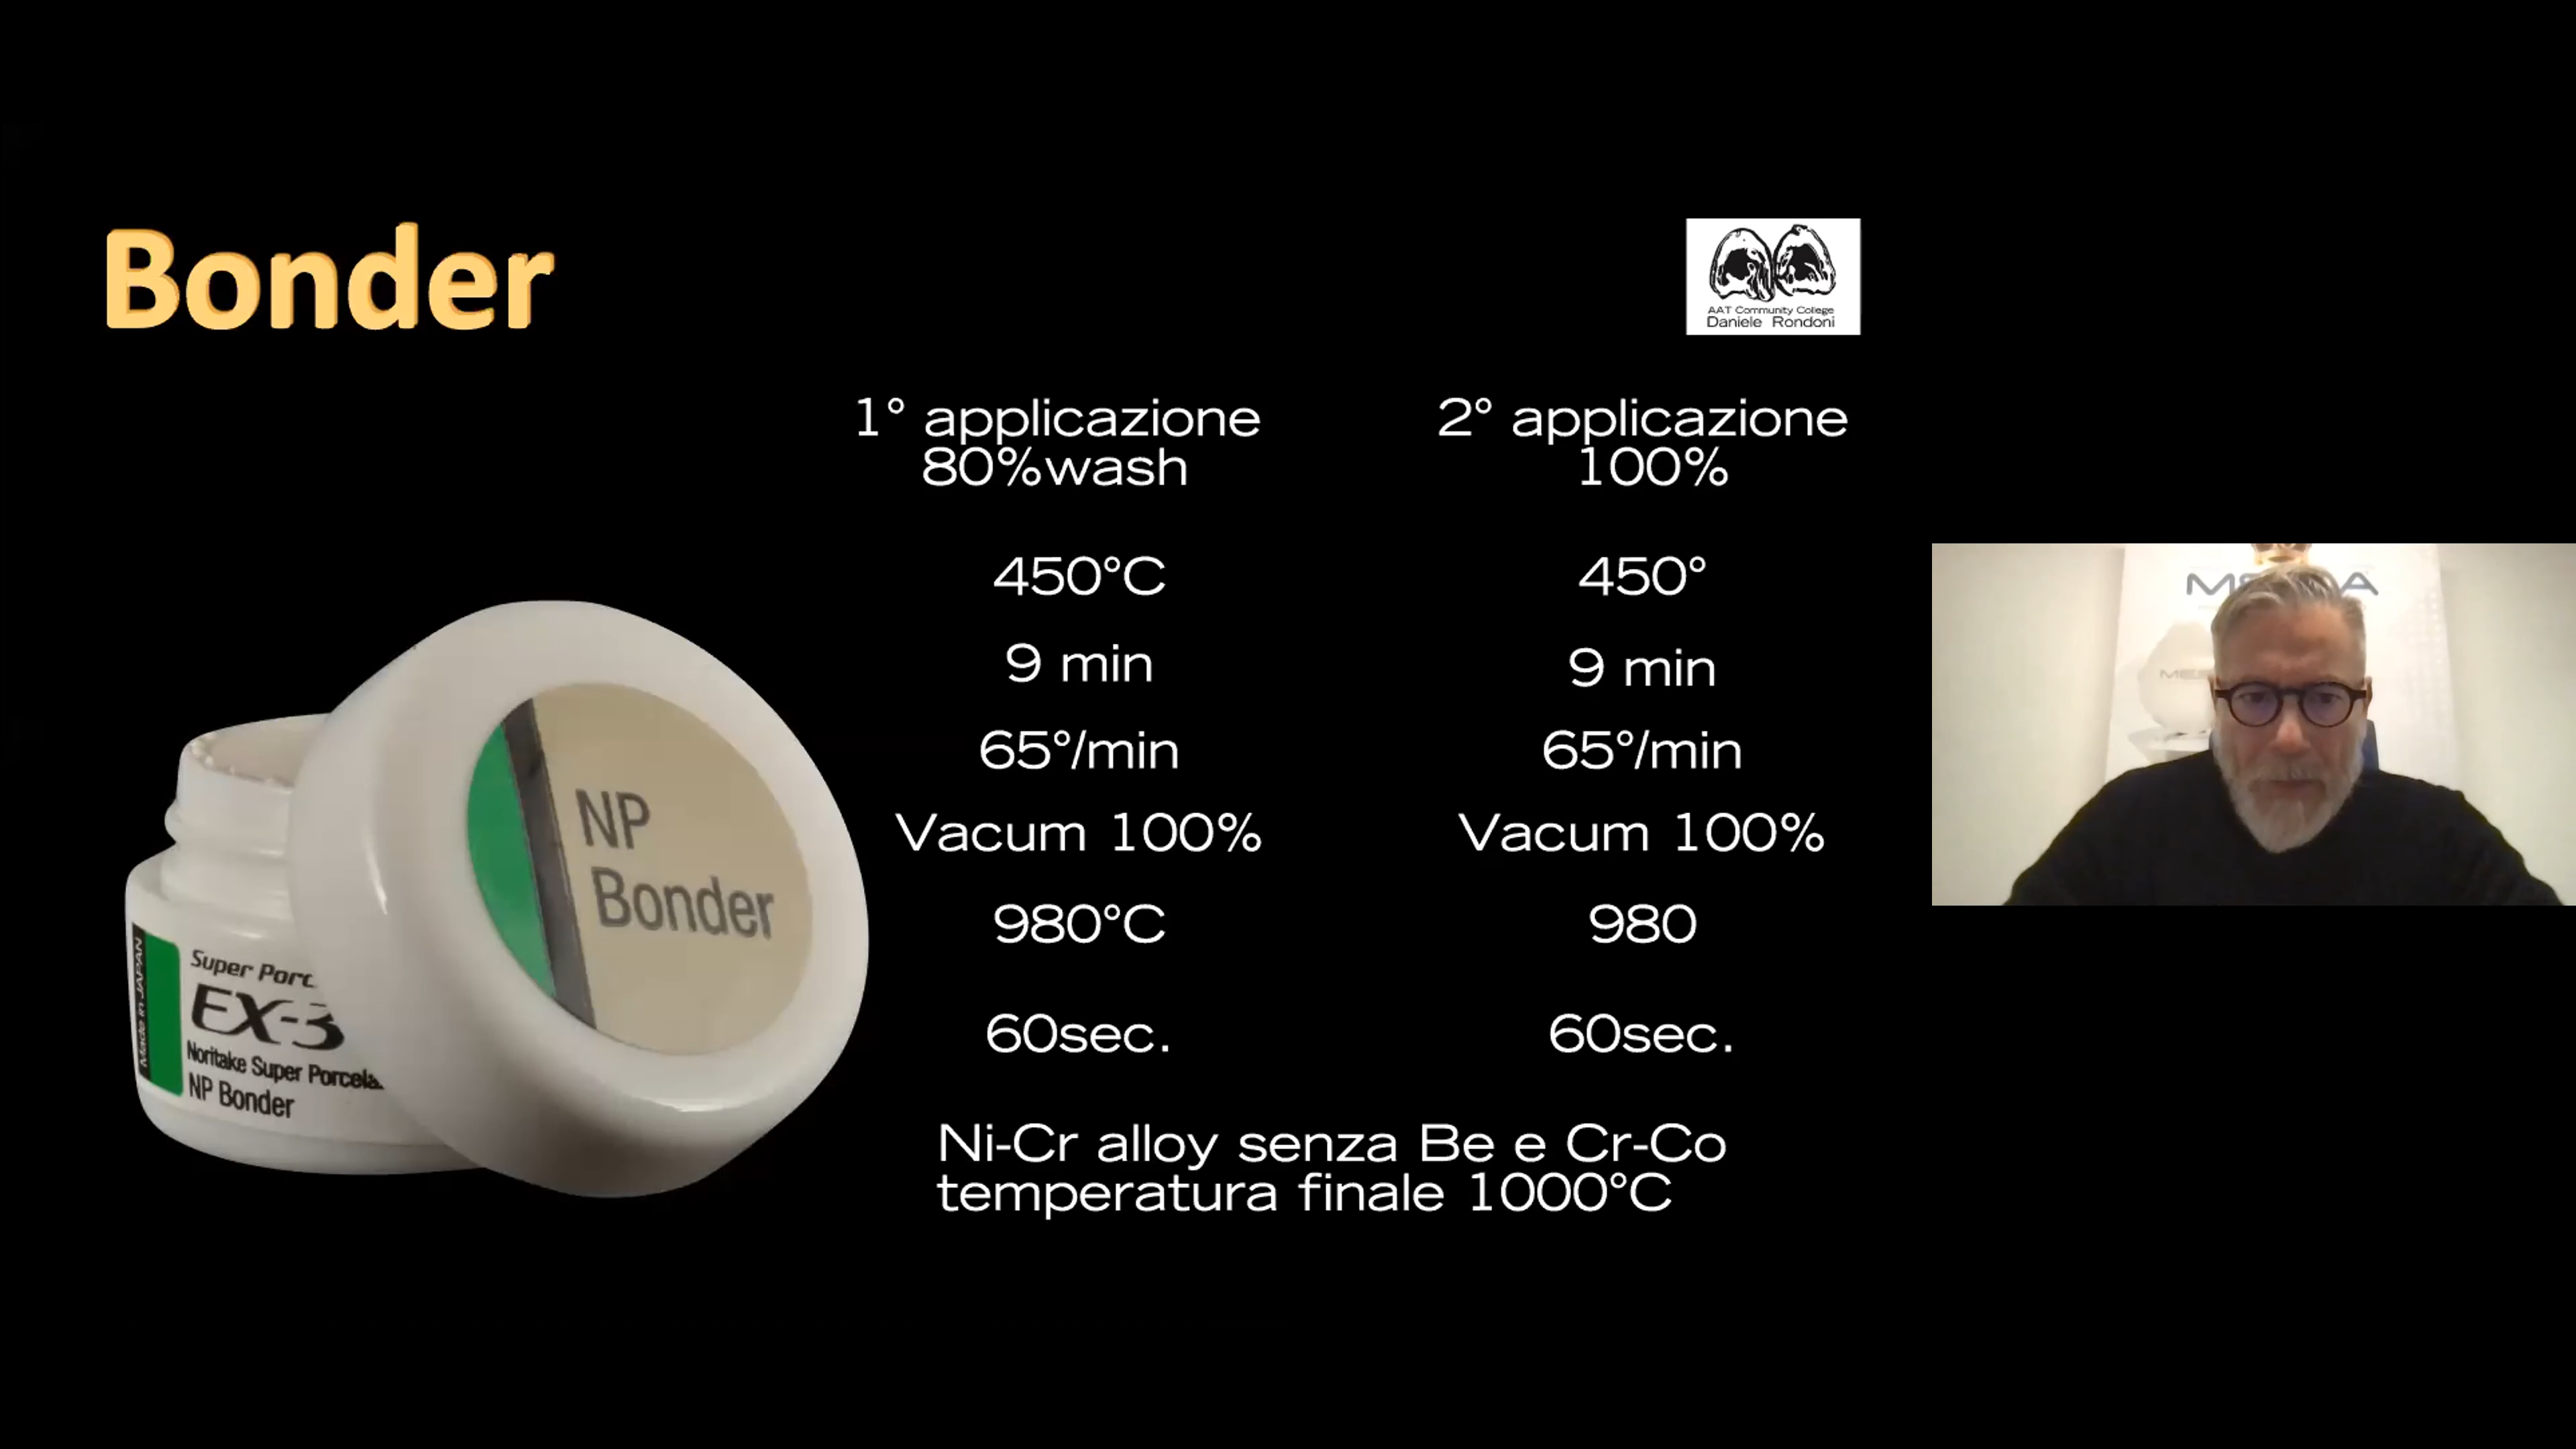 Bonder
AAT Community College
Daniele Rondoni
1° applicazione
80%wash
2° applicazione
100%
450°C
450°
9 min
9 min
65°/min
65°/min
Vacum 100%
Vacum 100%
980°C
980
60sec.
60sec.
Ni-Cr alloy senza Be e Cr-Co
temperatura finale 1000°C
NP
Bonder
Made in JAPAN
Super Porc
EX-3
Noritake Super Porcela
NP Bonder